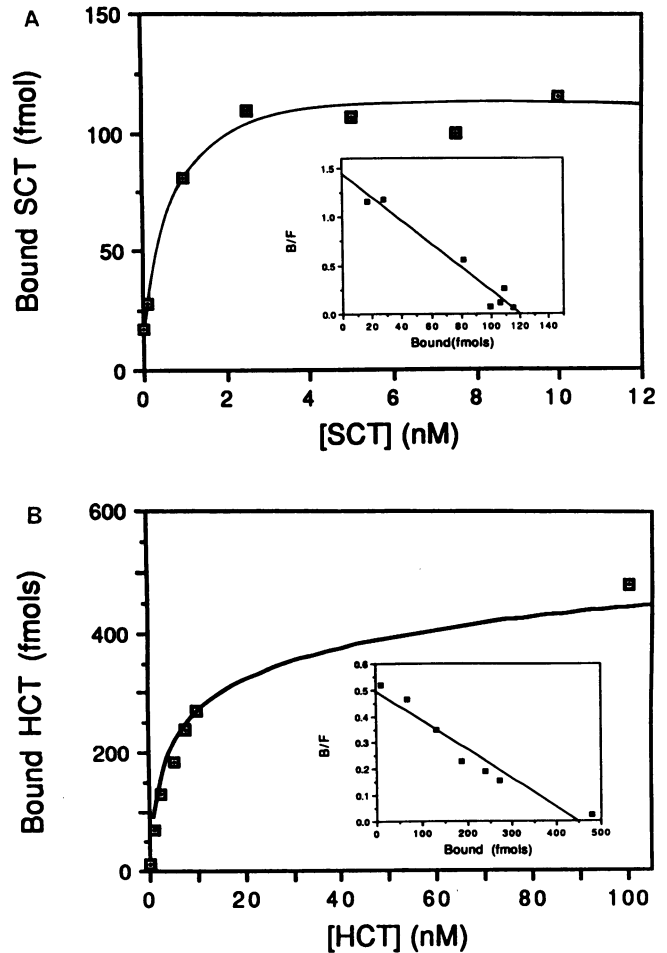 A
150
100
50
0
Bound SCT (fmol)
1.5
1.0
0.5
0.0
B/F
0 20 40 60 80 100 120 140
Bound(fmols)
0 2 4 6 8 10 12
[SCT] (nM)
B
600
400
200
0
Bound HCT (fmols)
0.6
0.5
0.4
0.3
0.2
0.1
0.0
B/F
0 100 200 300 400 500
Bound (fmols)
0 20 40 60 80 100
[HCT] (nM)